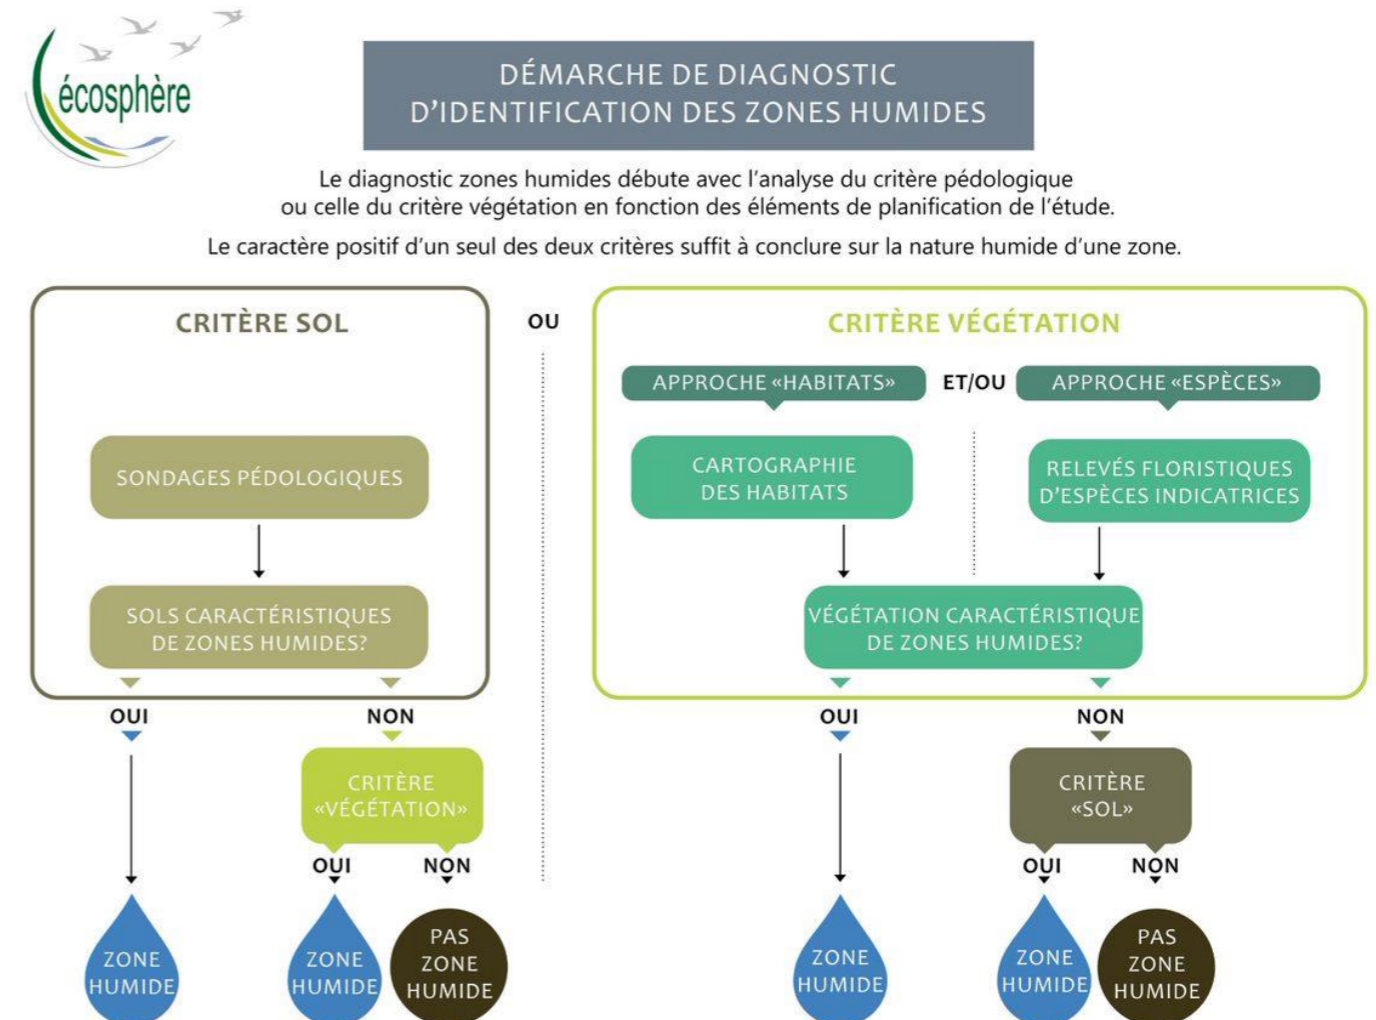 écosphère
DÉMARCHE DE DIAGNOSTIC
D'IDENTIFICATION DES ZONES HUMIDES
Le diagnostic zones humides débute avec l'analyse du critère pédologique
ou celle du critère végétation en fonction des éléments de planification de l'étude.
Le caractère positif d'un seul des deux critères suffit à conclure sur la nature humide d'une zone.
CRITÈRE SOL
SONDAGES PÉDOLOGIQUES
SOLS CARACTÉRISTIQUES
DE ZONES HUMIDES?
OUI
NON
CRITÈRE
«VÉGÉTATION»
OUI
NON
ZONE
HUMIDE
ZONE
HUMIDE
PAS
ZONE
HUMIDE
OU
CRITÈRE VÉGÉTATION
APPROCHE «HABITATS»
ET/OU
APPROCHE «ESPÈCES»
CARTOGRAPHIE
DES HABITATS
RELEVÉS FLORISTIQUES
D'ESPÈCES INDICATRICES
VÉGÉTATION CARACTÉRISTIQUE
DE ZONES HUMIDES?
OUI
NON
CRITÈRE
«SOL»
OUI
NON
ZONE
HUMIDE
ZONE
HUMIDE
PAS
ZONE
HUMIDE